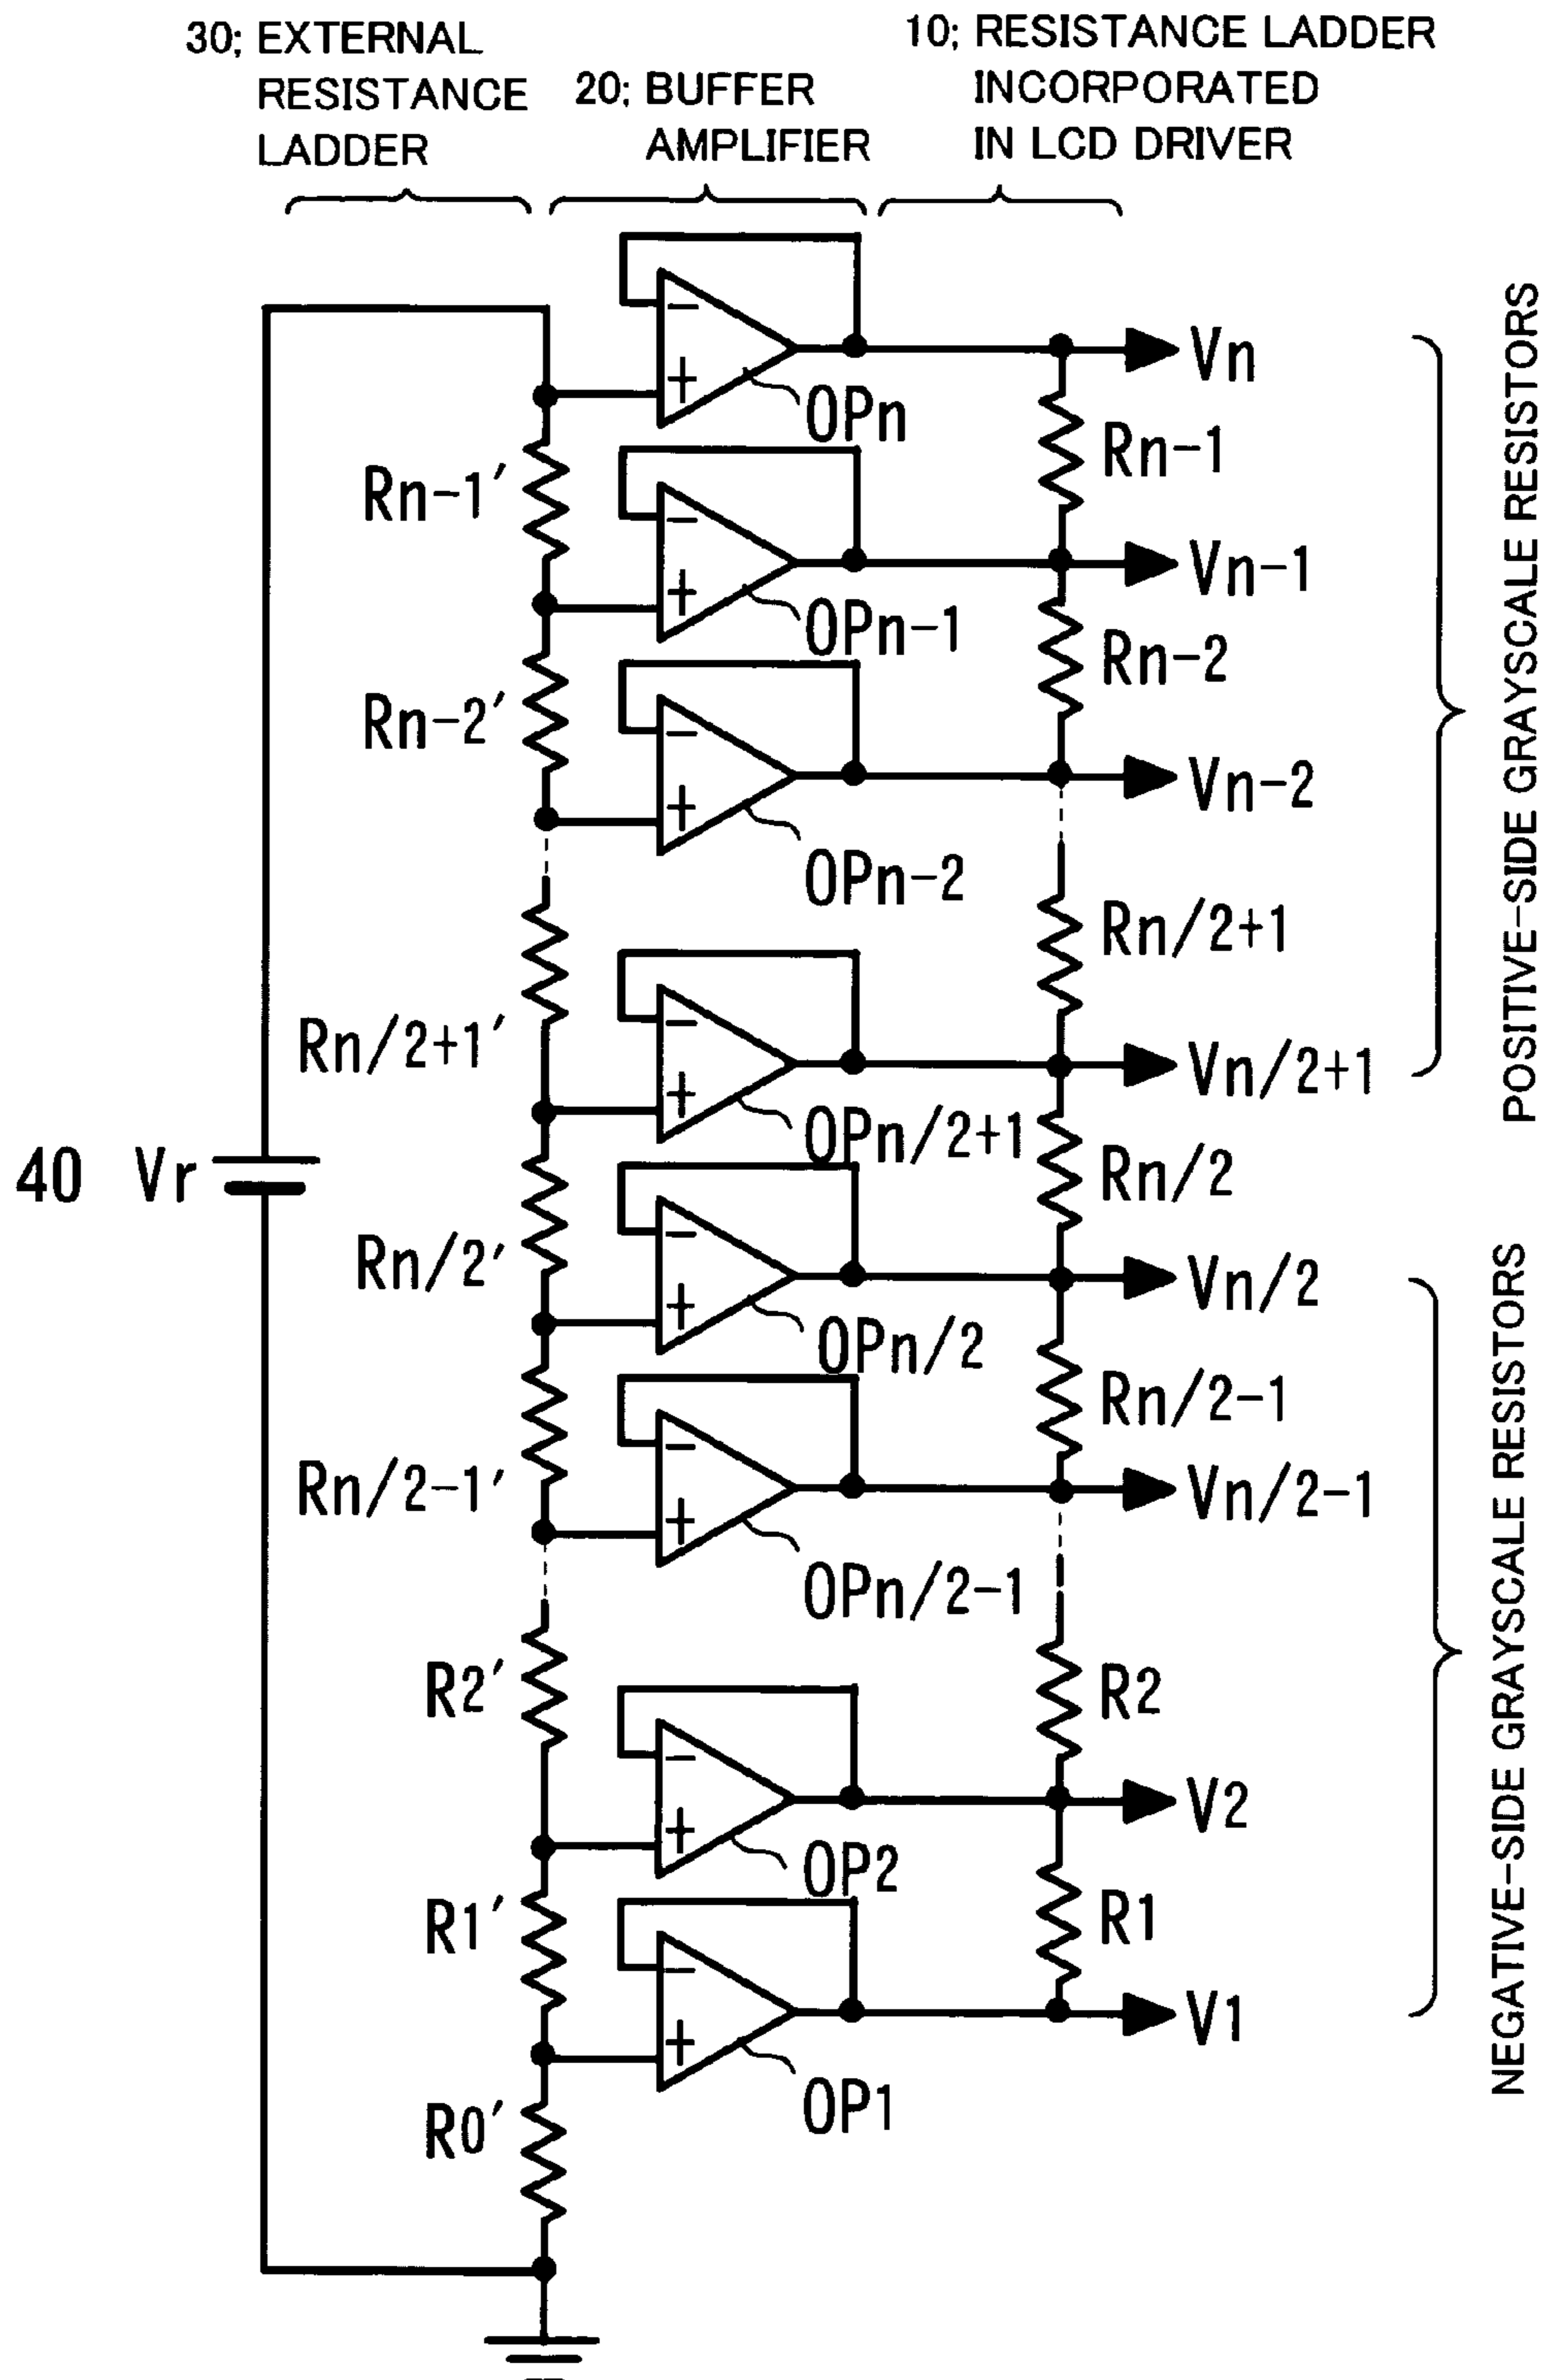 30; EXTERNAL
RESISTANCE
LADDER
20; BUFFER
AMPLIFIER
10; RESISTANCE LADDER
INCORPORATED
IN LCD DRIVER
−
+
OPn
Vn
Rn-1′
Rn-1
−
+
OPn-1
Vn-1
Rn-2′
Rn-2
−
+
OPn-2
Vn-2
Rn/2+1′
Rn/2+1
−
+
OPn/2+1
Vn/2+1
POSITIVE-SIDE GRAYSCALE RESISTORS
40 Vr
Rn/2′
Rn/2
−
+
OPn/2
Vn/2
Rn/2-1′
Rn/2-1
−
+
OPn/2-1
Vn/2-1
R2′
R2
−
+
OP2
V2
R1′
R1
−
+
OP1
V1
R0′
NEGATIVE-SIDE GRAYSCALE RESISTORS